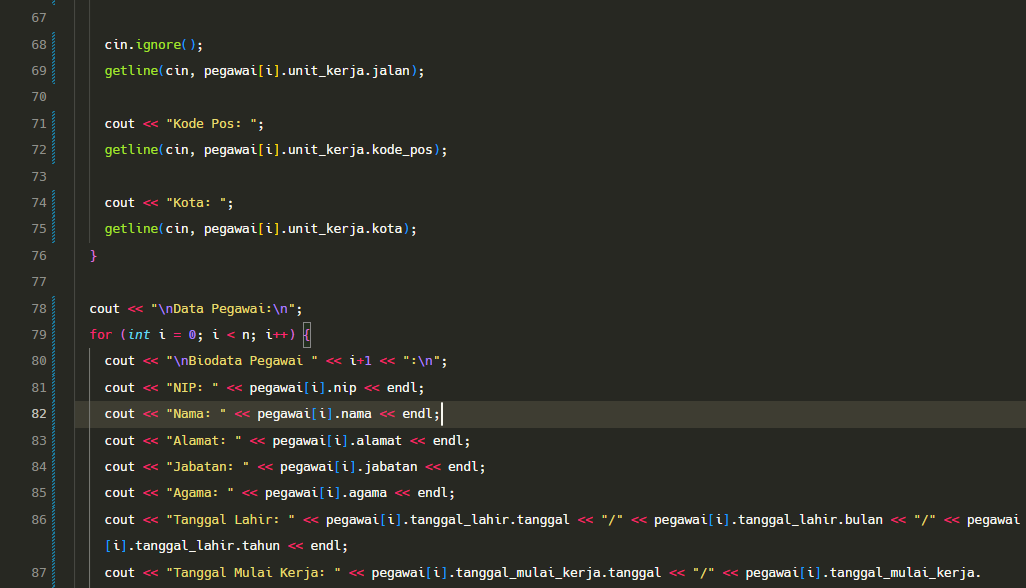 67
68 cin.ignore();
69 getline(cin, pegawai[i].unit_kerja.jalan);
70
71 cout << "Kode Pos: ";
72 getline(cin, pegawai[i].unit_kerja.kode_pos);
73
74 cout << "Kota: ";
75 getline(cin, pegawai[i].unit_kerja.kota);
76 }
77
78 cout << "\nData Pegawai:\n";
79 for (int i = 0; i < n; i++) {
80 cout << "\nBiodata Pegawai " << i+1 << ":\n";
81 cout << "NIP: " << pegawai[i].nip << endl;
82 cout << "Nama: " << pegawai[i].nama << endl;
83 cout << "Alamat: " << pegawai[i].alamat << endl;
84 cout << "Jabatan: " << pegawai[i].jabatan << endl;
85 cout << "Agama: " << pegawai[i].agama << endl;
86 cout << "Tanggal Lahir: " << pegawai[i].tanggal_lahir.tanggal << "/" << pegawai[i].tanggal_lahir.bulan << "/" << pegawai
[i].tanggal_lahir.tahun << endl;
87 cout << "Tanggal Mulai Kerja: " << pegawai[i].tanggal_mulai_kerja.tanggal << "/" << pegawai[i].tanggal_mulai_kerja.